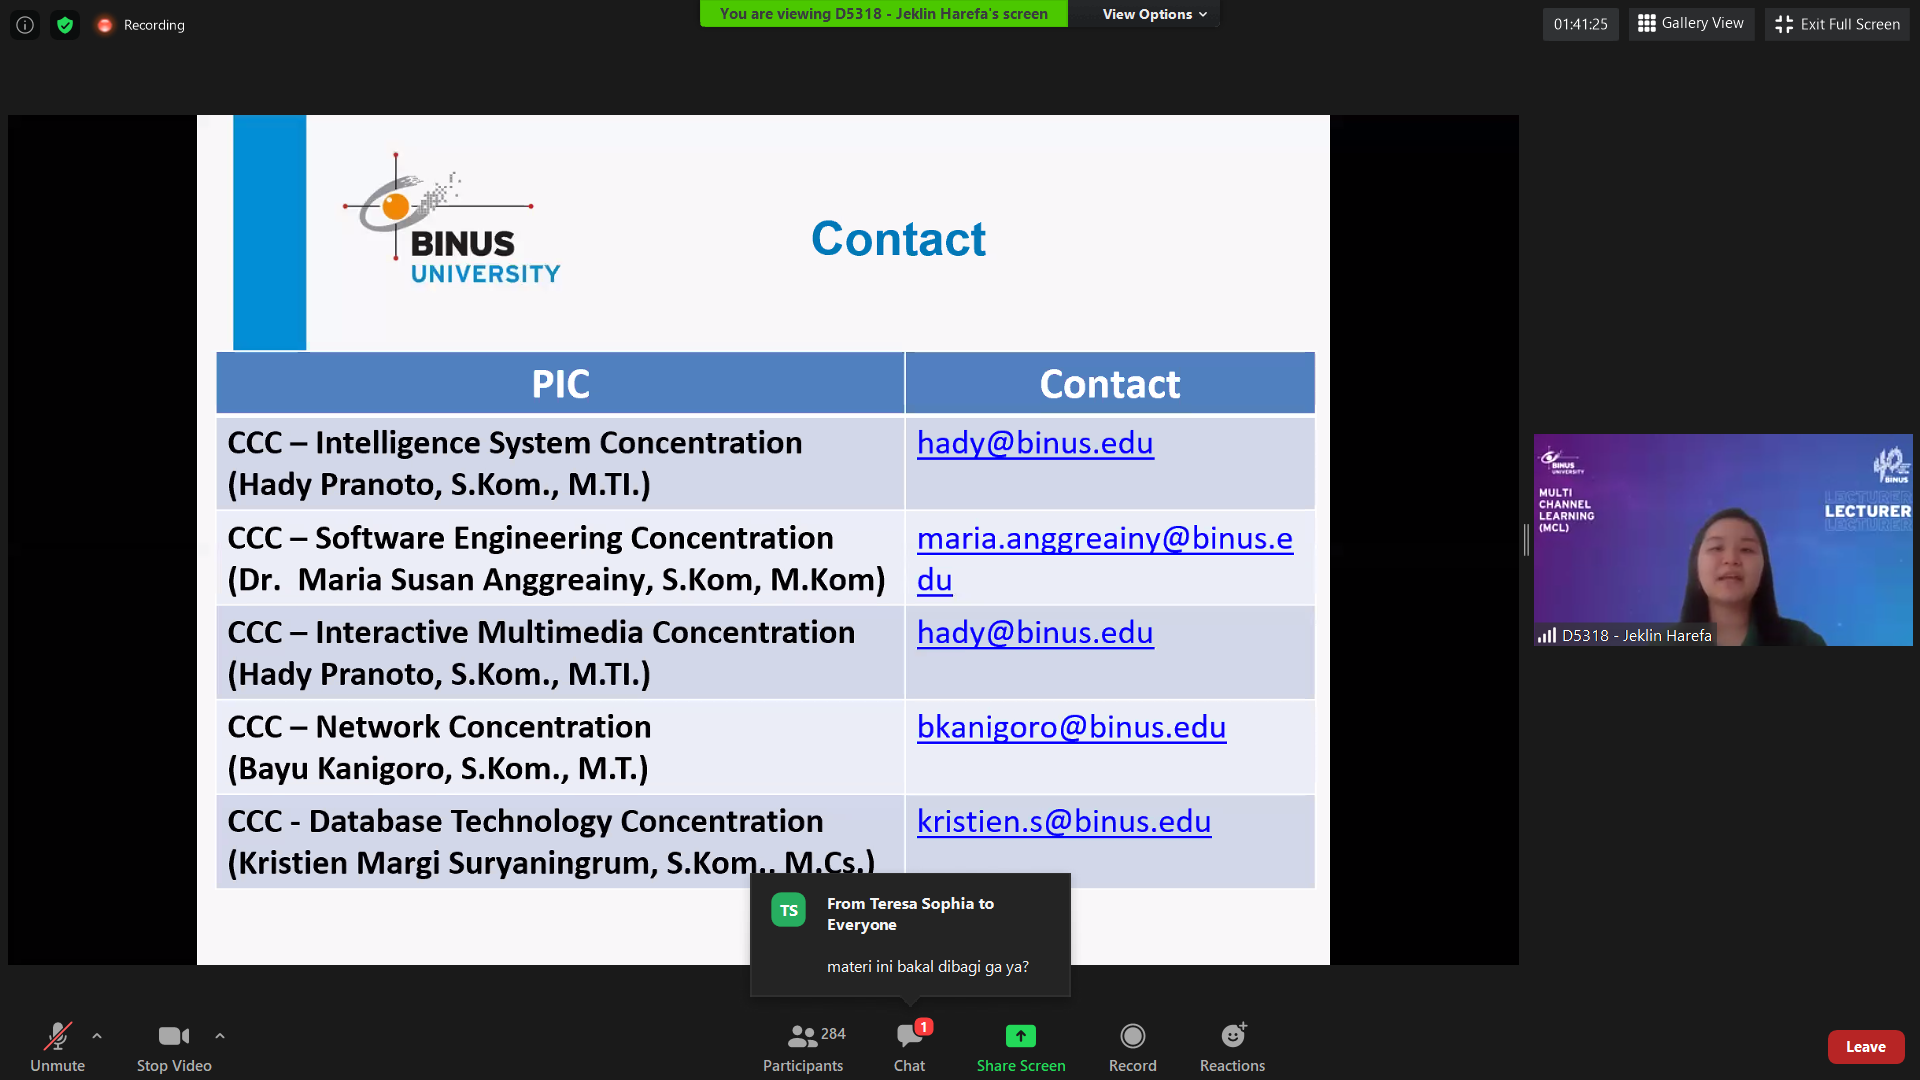 Recording
You are viewing D5318 - Jeklin Harefa's screen
View Options
01:41:25
Gallery View
Exit Full Screen
BINUS
UNIVERSITY
Contact
PIC
Contact
CCC – Intelligence System Concentration
(Hady Pranoto, S.Kom., M.TI.)
hady@binus.edu
CCC – Software Engineering Concentration
(Dr.  Maria Susan Anggreainy, S.Kom, M.Kom)
maria.anggreainy@binus.e
du
CCC – Interactive Multimedia Concentration
(Hady Pranoto, S.Kom., M.TI.)
hady@binus.edu
CCC – Network Concentration
(Bayu Kanigoro, S.Kom., M.T.)
bkanigoro@binus.edu
CCC - Database Technology Concentration
(Kristien Margi Suryaningrum, S.Kom., M.Cs.)
kristien.s@binus.edu
BINUS
UNIVERSITY
MULTI
CHANNEL
LEARNING
(MCL)
40
BINUS
LECTURER
LECTURER
LECTURER
D5318 - Jeklin Harefa
TS
From Teresa Sophia to
Everyone
materi ini bakal dibagi ga ya?
Unmute
Stop Video
284
Participants
1
Chat
Share Screen
Record
Reactions
Leave